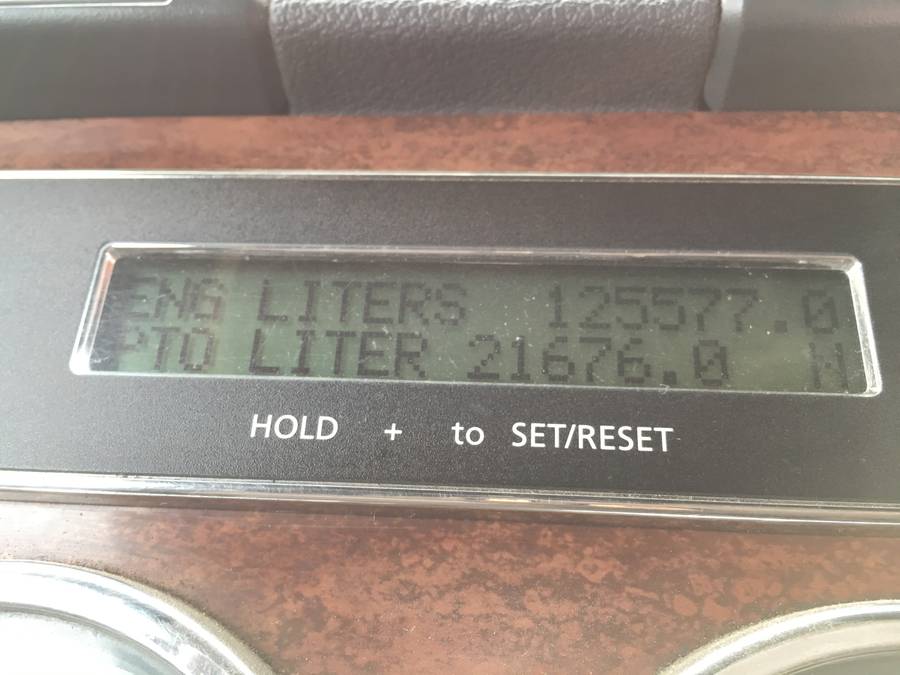 ENG LITERS 125577.0
PTO LITER 21676.0 N
HOLD + to SET/RESET